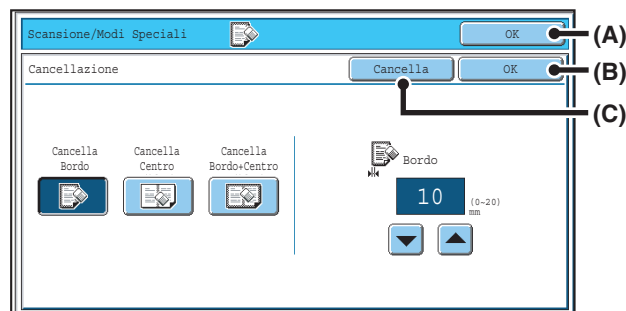 Scansione/Modi Speciali OK (A)
Cancellazione Cancella OK (B)
(C)
Cancella Cancella Cancella
Bordo Centro Bordo+Centro
Bordo
10 (0~20)
mm